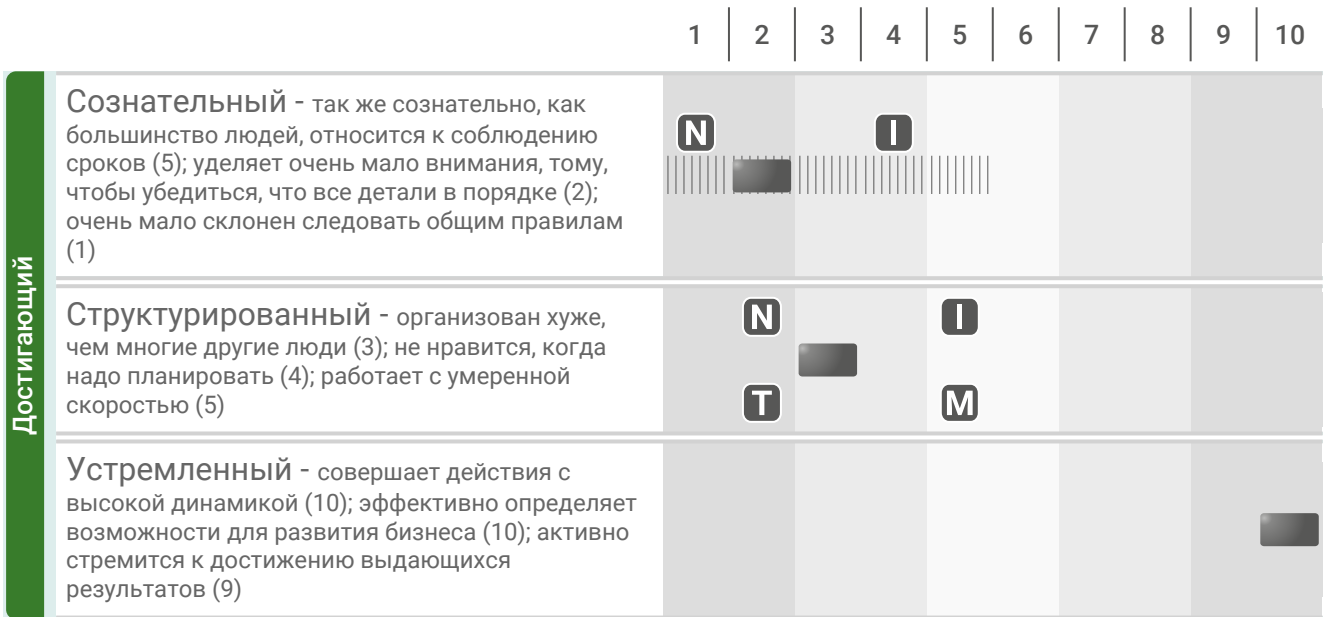 1 2 3 4 5 6 7 8 9 10
Достигающий
Сознательный - так же сознательно, как
большинство людей, относится к соблюдению
сроков (5); уделяет очень мало внимания, тому,
чтобы убедиться, что все детали в порядке (2);
очень мало склонен следовать общим правилам
(1)
N I
Структурированный - организован хуже,
чем многие другие люди (3); не нравится, когда
надо планировать (4); работает с умеренной
скоростью (5)
N I
T M
Устремленный - совершает действия с
высокой динамикой (10); эффективно определяет
возможности для развития бизнеса (10); активно
стремится к достижению выдающихся
результатов (9)